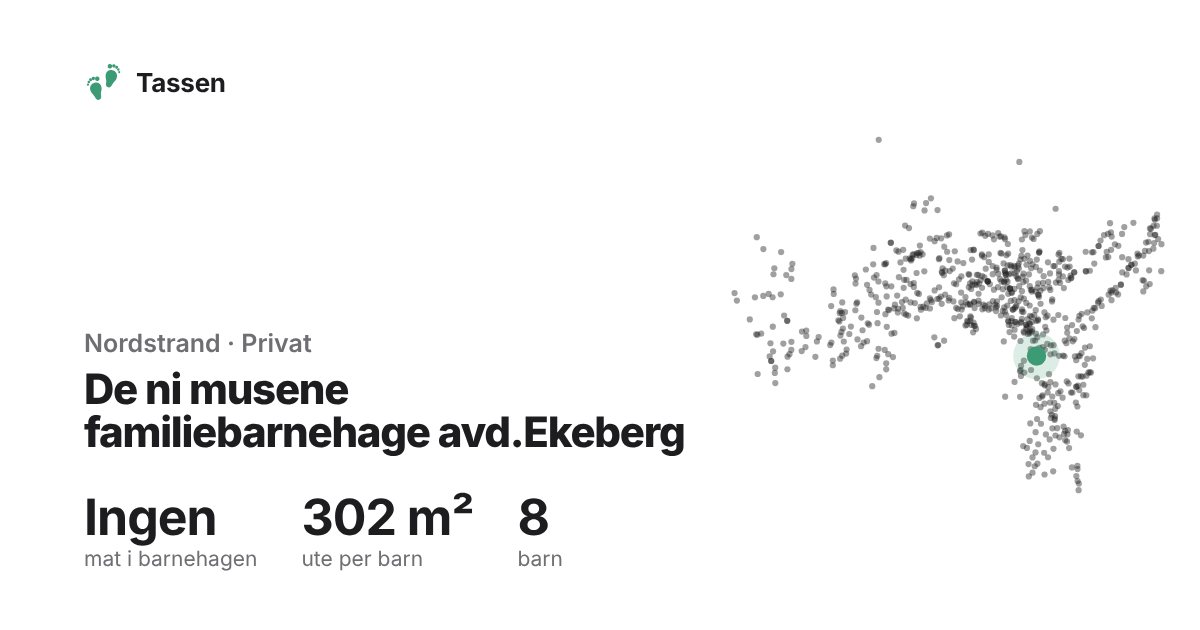 Tassen
Nordstrand · Privat
De ni musene
familiebarnehage avd.Ekeberg
Ingen 302 m² 8
mat i barnehagen ute per barn barn